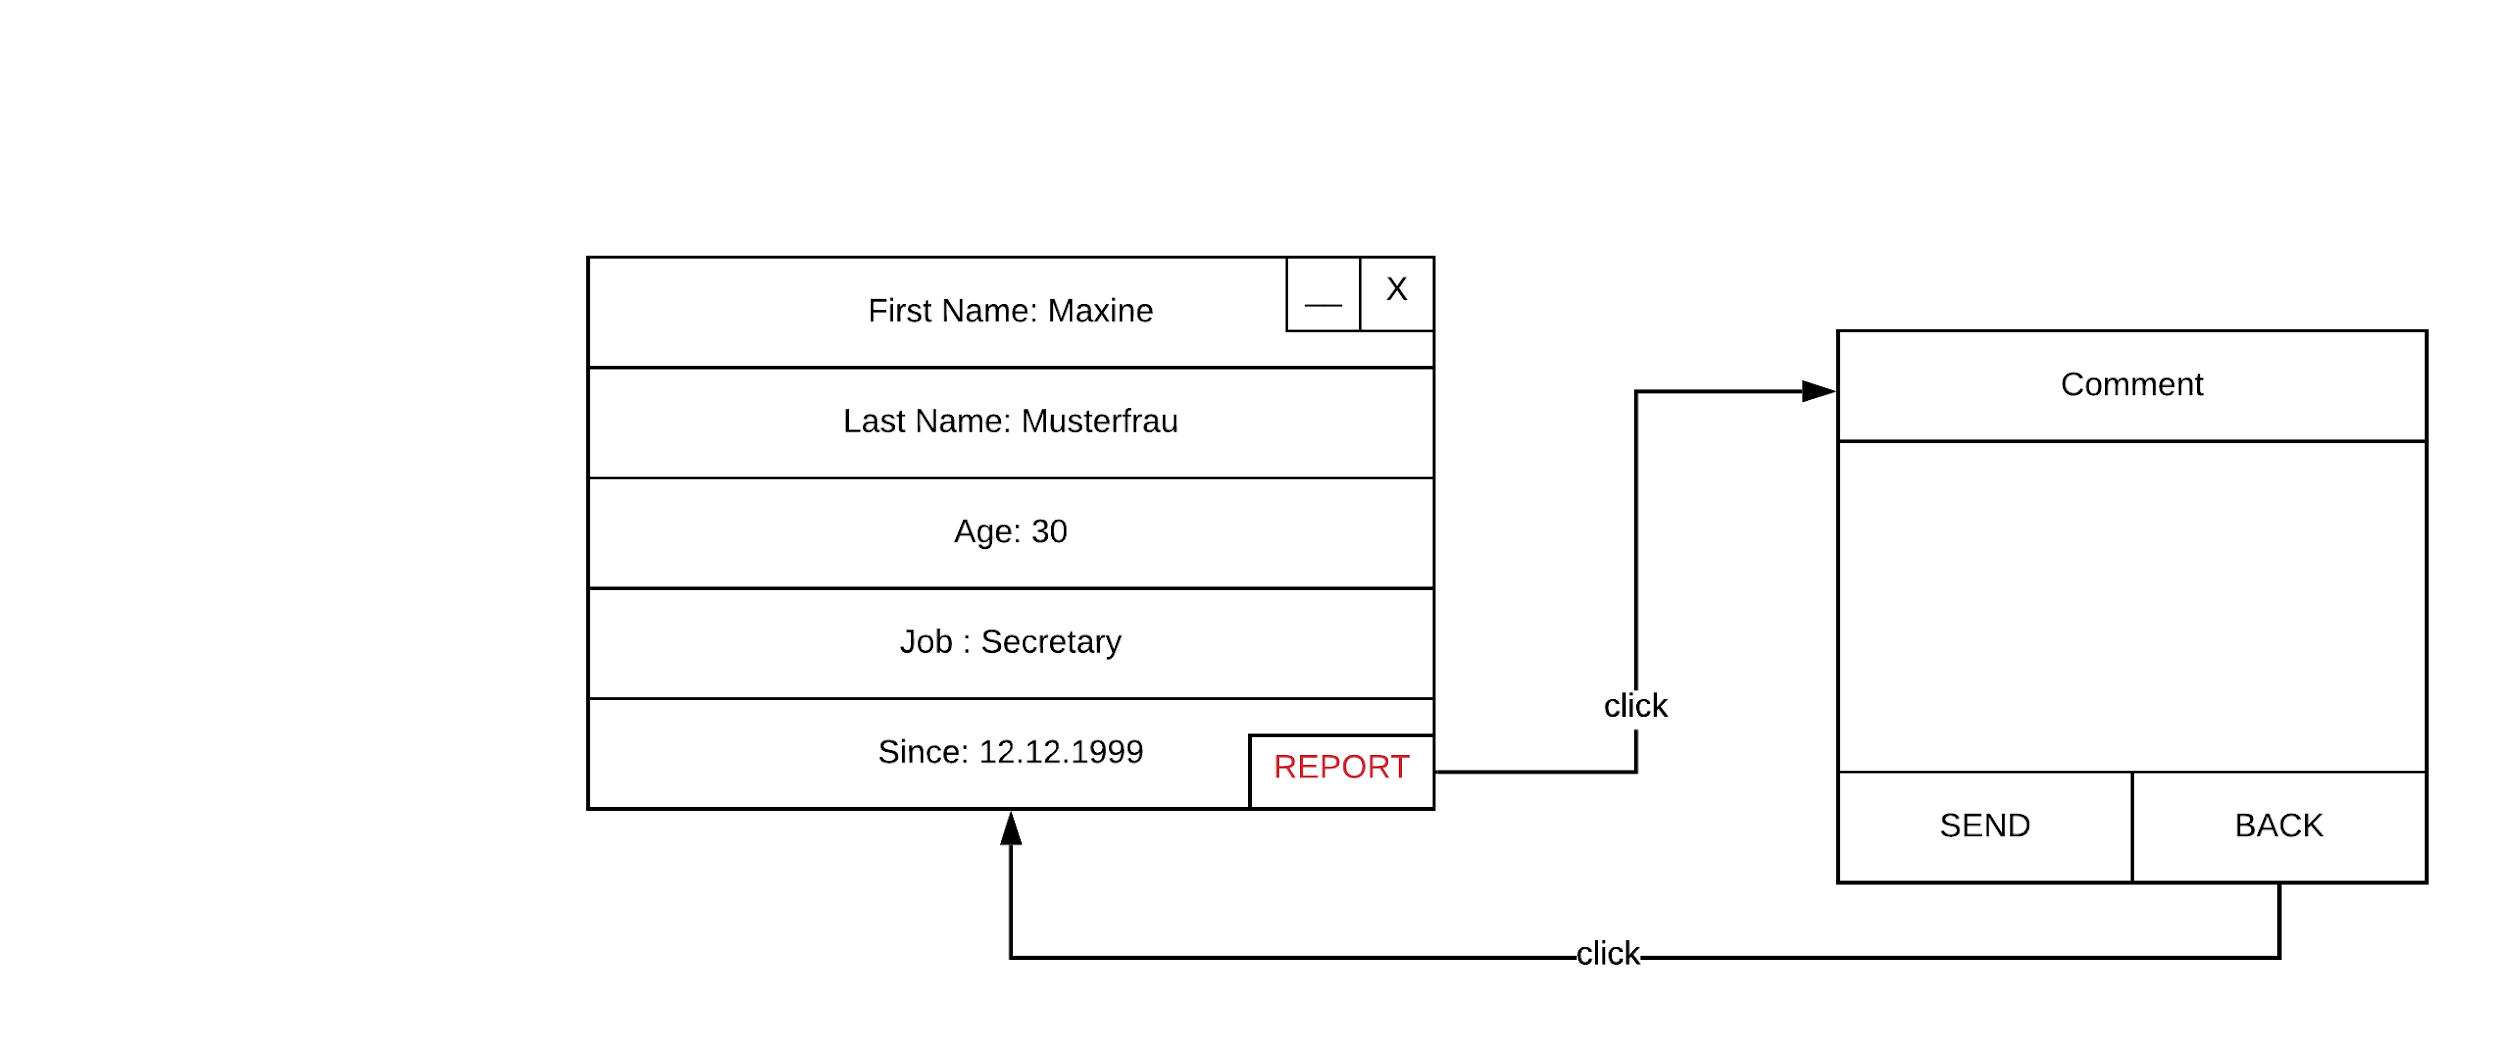 First Name: Maxine
__
X
Last Name: Musterfrau
Age: 30
Job : Secretary
Since: 12.12.1999
REPORT
click
Comment
SEND
BACK
click